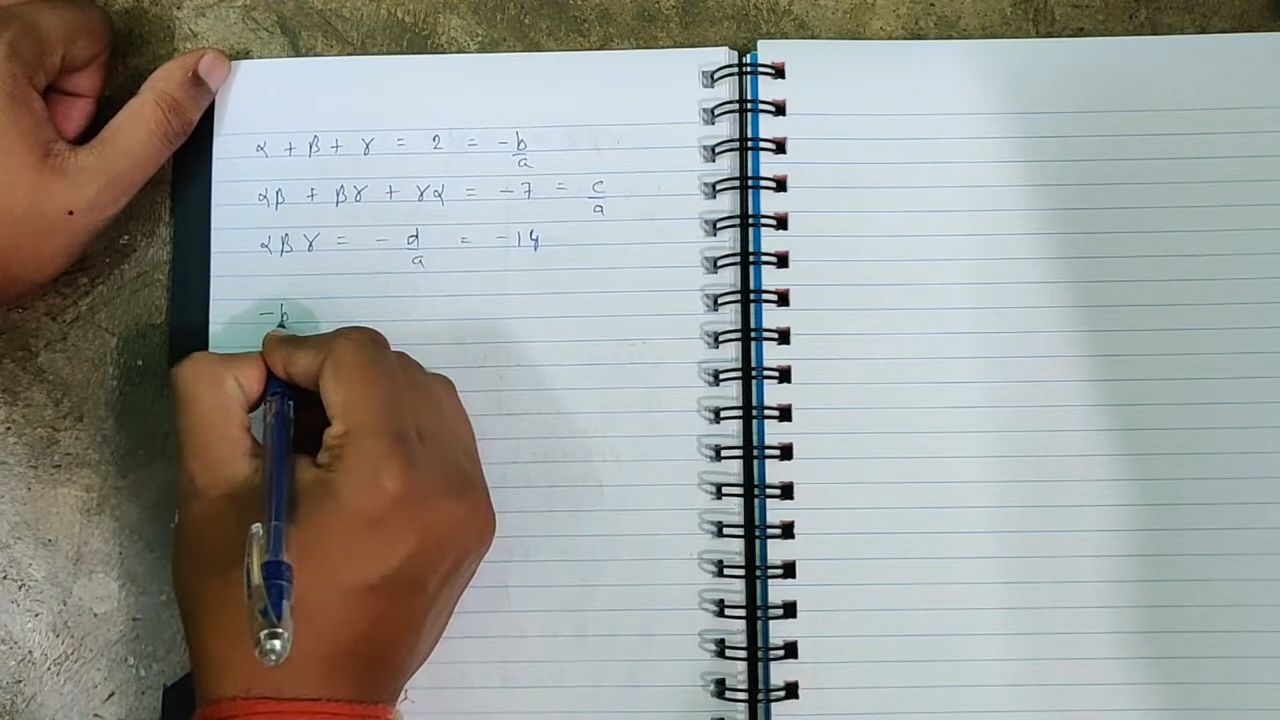 α + β + γ = 2 = -b/a
αβ + βγ + γα = -7 = c/a
αβγ = -d/a = -14
-b